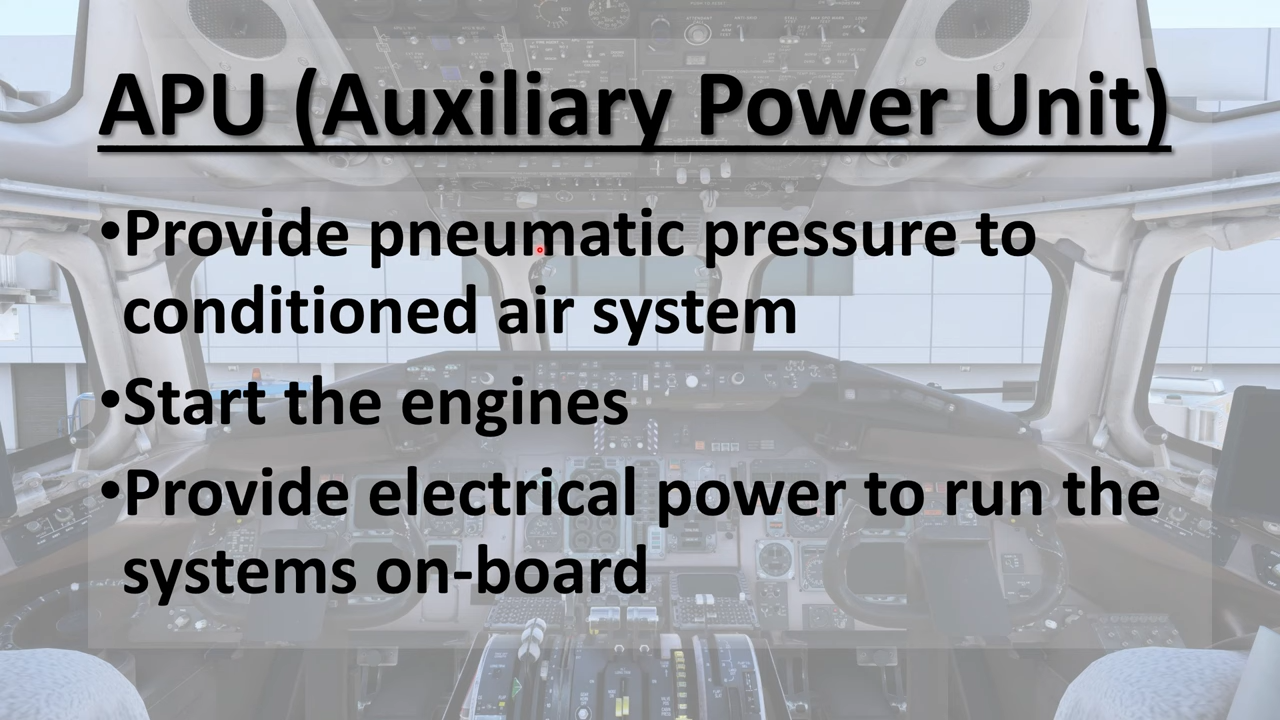 APU (Auxiliary Power Unit)
•Provide pneumatic pressure to
conditioned air system
•Start the engines
•Provide electrical power to run the
systems on-board